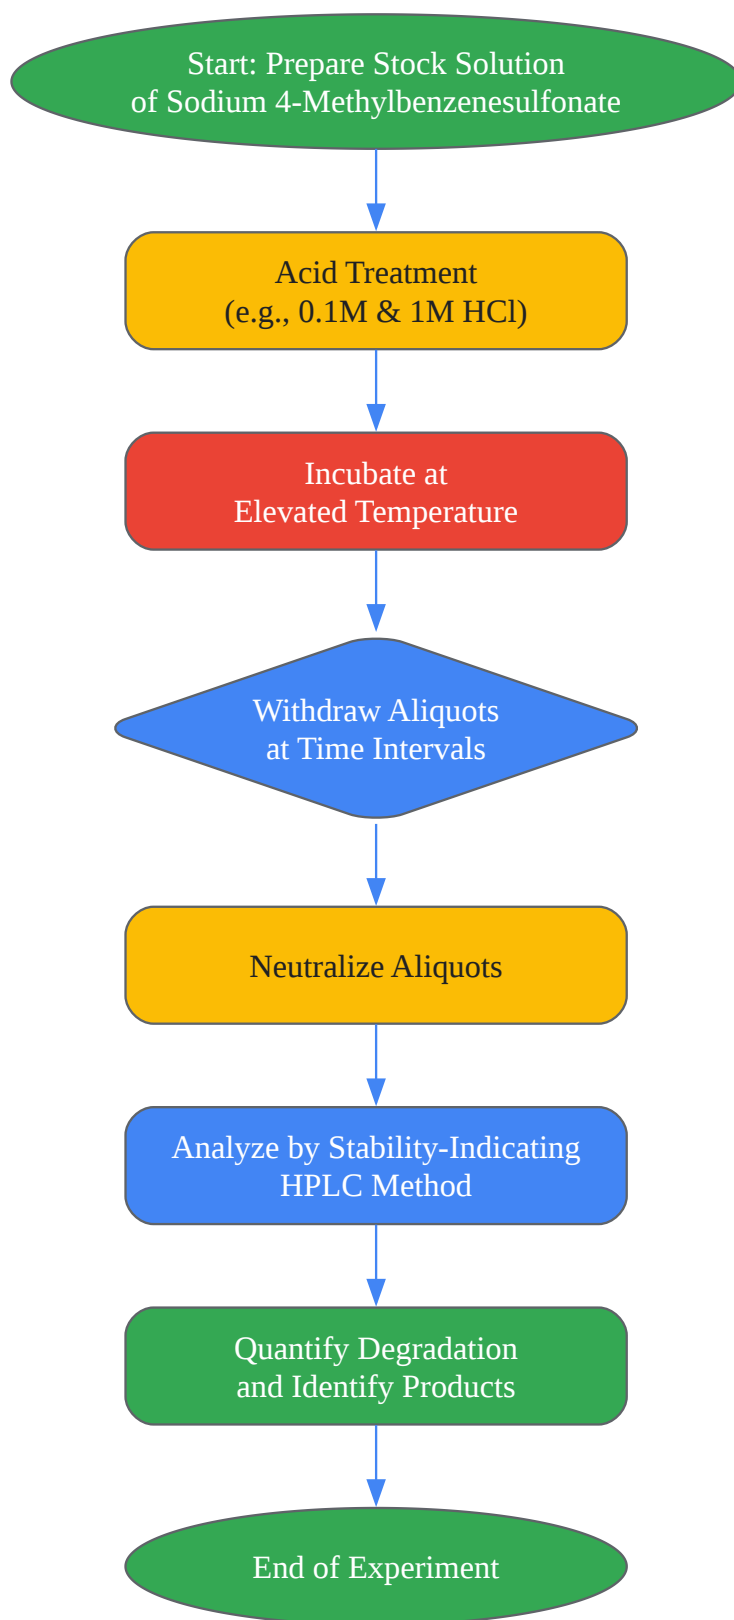 Start: Prepare Stock Solution
of Sodium 4-Methylbenzenesulfonate
Acid Treatment
(e.g., 0.1M & 1M HCl)
Incubate at
Elevated Temperature
Withdraw Aliquots
at Time Intervals
Neutralize Aliquots
Analyze by Stability-Indicating
HPLC Method
Quantify Degradation
and Identify Products
End of Experiment